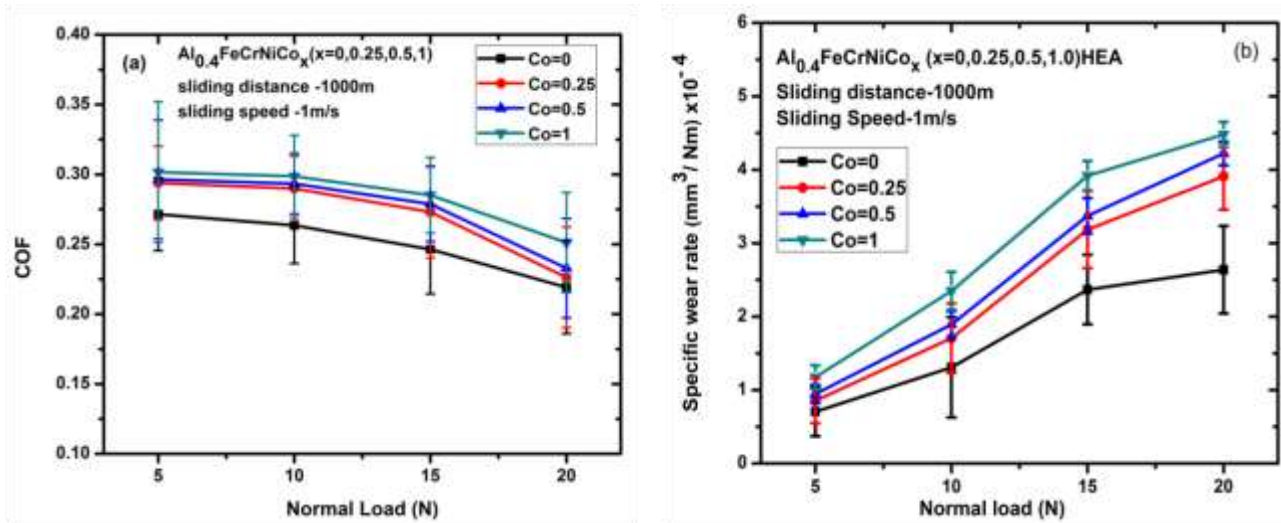 (a)
Al0.4FeCrNiCox(x=0,0.25,0.5,1)
sliding distance -1000m
sliding speed -1m/s
Co=0
Co=0.25
Co=0.5
Co=1
0.40
0.35
0.30
0.25
0.20
0.15
0.10
COF
5
10
15
20
Normal Load (N)
(b)
Al0.4FeCrNiCox (x=0,0.25,0.5,1.0)HEA
Sliding distance-1000m
Sliding Speed-1m/s
Co=0
Co=0.25
Co=0.5
Co=1
6
5
4
3
2
1
0
Specific wear rate (mm3/ Nm) x10-4
5
10
15
20
Normal load (N)